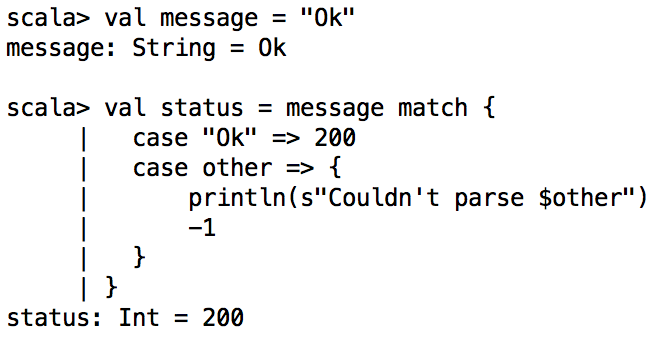 scala> val message = "Ok"
message: String = Ok

scala> val status = message match {
     |   case "Ok" => 200
     |   case other => {
     |       println(s"Couldn't parse $other")
     |       -1
     |   }
     | }
status: Int = 200